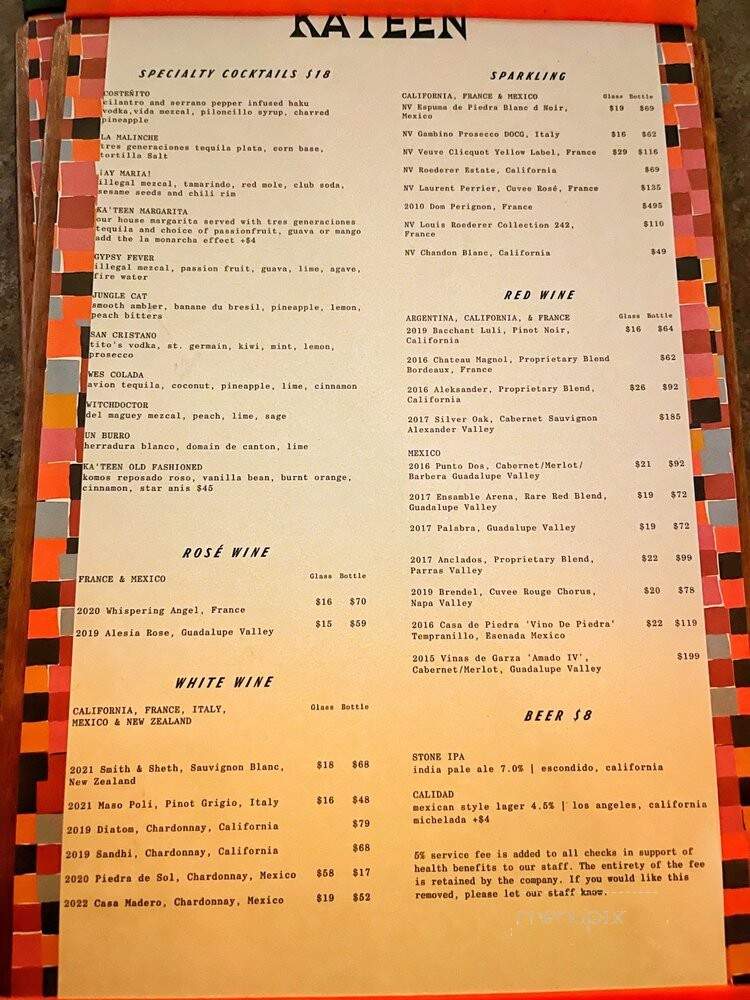 KA'TEEN
SPECIALTY COCKTAILS $18
COSTEÑITO
cilantro and serrano pepper infused haku
vodka,vida mezcal, piloncillo syrup, charred
pineapple
LA MALINCHE
tres generaciones tequila plata, corn base,
tortilla Salt
¡AY MARIA!
illegal mezcal, tamarindo, red mole, club soda,
sesame seeds and chili rim
KA'TEEN MARGARITA
our house margarita served with tres generaciones
tequila and choice of passionfruit, guava or mango
add the la monarcha effect +$4
GYPSY FEVER
illegal mezcal, passion fruit, guava, lime, agave,
fire water
JUNGLE CAT
smooth ambler, banane du bresil, pineapple, lemon,
peach bitters
SAN CRISTANO
tito's vodka, st. germain, kiwi, mint, lemon,
prosecco
WES COLADA
avion tequila, coconut, pineapple, lime, cinnamon
WITCHDOCTOR
del maguey mezcal, peach, lime, sage
UN BURRO
herradura blanco, domain de canton, lime
KA'TEEN OLD FASHIONED
komos reposado roso, vanilla bean, burnt orange,
cinnamon, star anis $45
ROSÉ WINE
FRANCE & MEXICO Glass Bottle
2020 Whispering Angel, France $16 $70
2019 Alesia Rose, Guadalupe Valley $15 $59
WHITE WINE
CALIFORNIA, FRANCE, ITALY, Glass Bottle
MEXICO & NEW ZEALAND
2021 Smith & Sheth, Sauvignon Blanc, $18 $68
New Zealand
2021 Maso Poli, Pinot Grigio, Italy $16 $48
2019 Diatom, Chardonnay, California $79
2019 Sandhi, Chardonnay, California $68
2020 Piedra de Sol, Chardonnay, Mexico $58 $17
2022 Casa Madero, Chardonnay, Mexico $19 $52
SPARKLING
CALIFORNIA, FRANCE & MEXICO Glass Bottle
NV Espuma de Piedra Blanc d Noir, $19 $69
Mexico
NV Gambino Prosecco DOCG, Italy $16 $62
NV Veuve Clicquot Yellow Label, France $29 $116
NV Roederer Estate, California $69
NV Laurent Perrier, Cuvee Rosé, France $135
2010 Dom Perignon, France $495
NV Louis Roederer Collection 242, $110
France
NV Chandon Blanc, California $49
RED WINE
ARGENTINA, CALIFORNIA, & FRANCE Glass Bottle
2019 Bacchant Luli, Pinot Noir, $16 $64
California
2016 Chateau Magnol, Proprietary Blend $62
Bordeaux, France
2016 Aleksander, Proprietary Blend, $26 $92
California
2017 Silver Oak, Cabernet Sauvignon $185
Alexander Valley
MEXICO
2016 Punto Dos, Cabernet/Merlot/ $21 $92
Barbera Guadalupe Valley
2017 Ensamble Arena, Rare Red Blend, $19 $72
Guadalupe Valley
2017 Palabra, Guadalupe Valley $19 $72
2017 Anclados, Proprietary Blend, $22 $99
Parras Valley
2019 Brendel, Cuvee Rouge Chorus, $20 $78
Napa Valley
2016 Casa de Piedra 'Vino De Piedra' $22 $119
Tempranillo, Esenada Mexico
2015 Vinas de Garza 'Amado IV', $199
Cabernet/Merlot, Guadalupe Valley
BEER $8
STONE IPA
india pale ale 7.0% | escondido, california
CALIDAD
mexican style lager 4.5% | los angeles, california
michelada +$4
5% service fee is added to all checks in support of
health benefits to our staff. The entirety of the fee
is retained by the company. If you would like this
removed, please let our staff know.
menupix